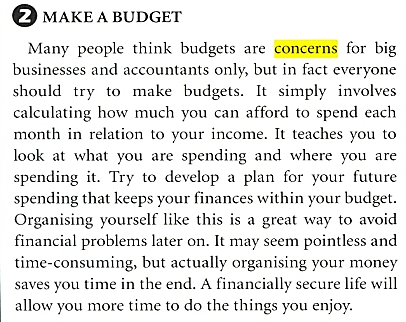 2 MAKE A BUDGET
Many people think budgets are concerns for big
businesses and accountants only, but in fact everyone
should try to make budgets. It simply involves
calculating how much you can afford to spend each
month in relation to your income. It teaches you to
look at what you are spending and where you are
spending it. Try to develop a plan for your future
spending that keeps your finances within your budget.
Organising yourself like this is a great way to avoid
financial problems later on. It may seem pointless and
time-consuming, but actually organising your money
saves you time in the end. A financially secure life will
allow you more time to do the things you enjoy.